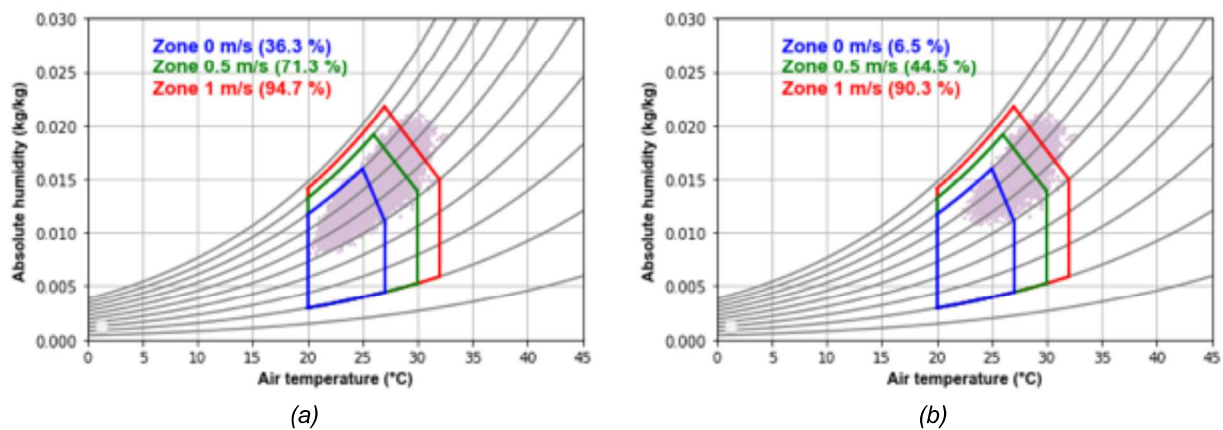 0.030
0.025
0.020
0.015
0.010
0.005
0.000
Absolute humidity (kg/kg)
Zone 0 m/s (36.3 %)
Zone 0.5 m/s (71.3 %)
Zone 1 m/s (94.7 %)
0 5 10 15 20 25 30 35 40 45
Air temperature (°C)
(a)
0.030
0.025
0.020
0.015
0.010
0.005
0.000
Absolute humidity (kg/kg)
Zone 0 m/s (6.5 %)
Zone 0.5 m/s (44.5 %)
Zone 1 m/s (90.3 %)
0 5 10 15 20 25 30 35 40 45
Air temperature (°C)
(b)